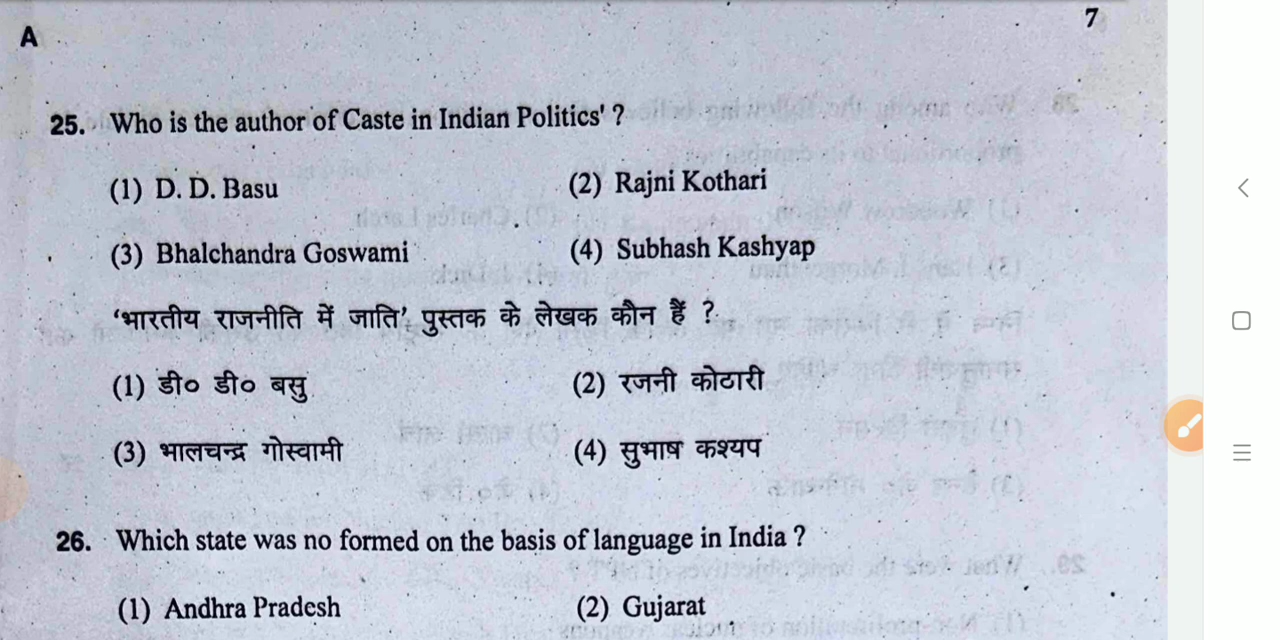 A
7
25. Who is the author of Caste in Indian Politics' ?
(1) D. D. Basu (2) Rajni Kothari
(3) Bhalchandra Goswami (4) Subhash Kashyap
‘भारतीय राजनीति में जाति’ पुस्तक के लेखक कौन हैं ?
(1) डी० डी० बसु (2) रजनी कोठारी
(3) भालचन्द्र गोस्वामी (4) सुभाष कश्यप
26. Which state was no formed on the basis of language in India ?
(1) Andhra Pradesh (2) Gujarat